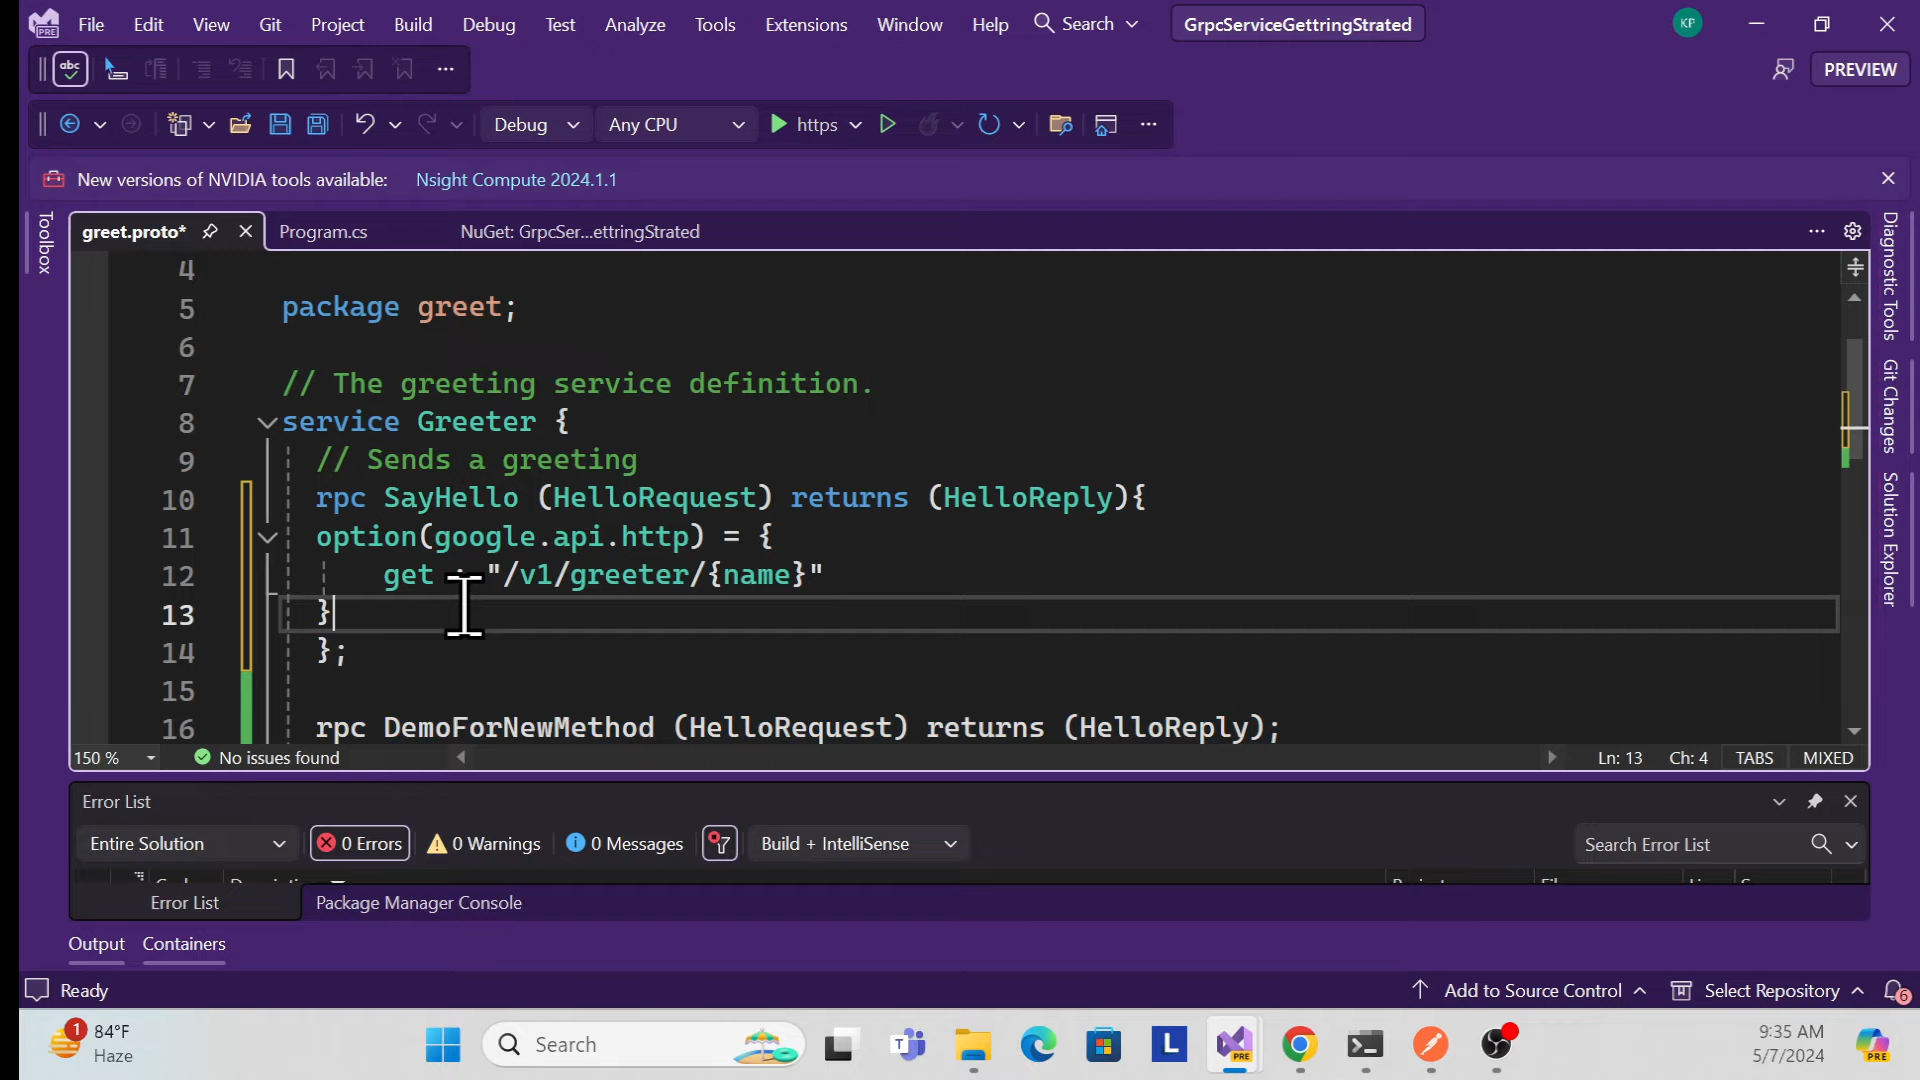 File Edit View Git Project Build Debug Test Analyze Tools Extensions Window Help Search GrpcServiceGettringStrated KP
PRE
abc PREVIEW
Debug Any CPU https
New versions of NVIDIA tools available: Nsight Compute 2024.1.1
Toolbox
greet.proto* Program.cs NuGet: GrpcSer...ettringStrated
Diagnostic Tools
Git Changes
Solution Explorer
4
5 package greet;
6
7 // The greeting service definition.
8 service Greeter {
9 // Sends a greeting
10 rpc SayHello (HelloRequest) returns (HelloReply){
11 option(google.api.http) = {
12 get : "/v1/greeter/{name}"
13 }
14 };
15
16 rpc DemoForNewMethod (HelloRequest) returns (HelloReply);
150 % No issues found Ln: 13 Ch: 4 TABS MIXED
Error List
Entire Solution 0 Errors 0 Warnings 0 Messages Build + IntelliSense Search Error List
Error List Package Manager Console
Output Containers
Ready Add to Source Control Select Repository 6
1 84°F
Haze
Search
T
L
PRE
9:35 AM
5/7/2024
PRE